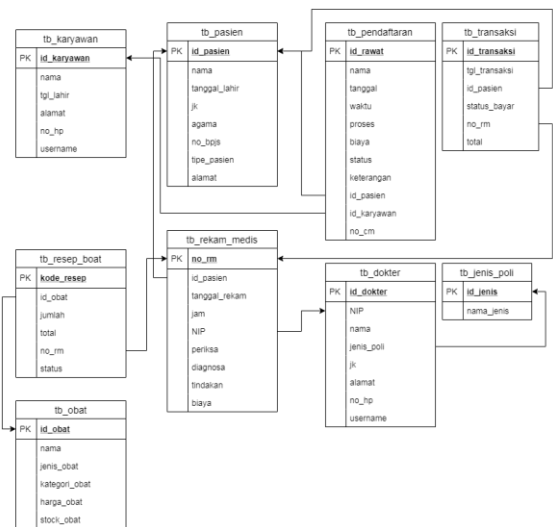 tb_karyawan
PK id_karyawan
nama
tgl_lahir
alamat
no_hp
username
tb_pasien
PK id_pasien
nama
tanggal_lahir
jk
agama
no_bpjs
tipe_pasien
alamat
tb_pendaftaran
PK id_rawat
nama
tanggal
waktu
proses
biaya
status
keterangan
id_pasien
id_karyawan
no_cm
tb_transaksi
PK id_transaksi
tgl_transaksi
id_pasien
status_bayar
no_rm
total
tb_resep_boat
PK kode_resep
id_obat
jumlah
total
no_rm
status
tb_rekam_medis
PK no_rm
id_pasien
tanggal_rekam
jam
NIP
periksa
diagnosa
tindakan
biaya
tb_dokter
PK id_dokter
NIP
nama
jenis_poli
jk
alamat
no_hp
username
tb_jenis_poli
PK id_jenis
nama_jenis
tb_obat
PK id_obat
nama
jenis_obat
kategori_obat
harga_obat
stock_obat